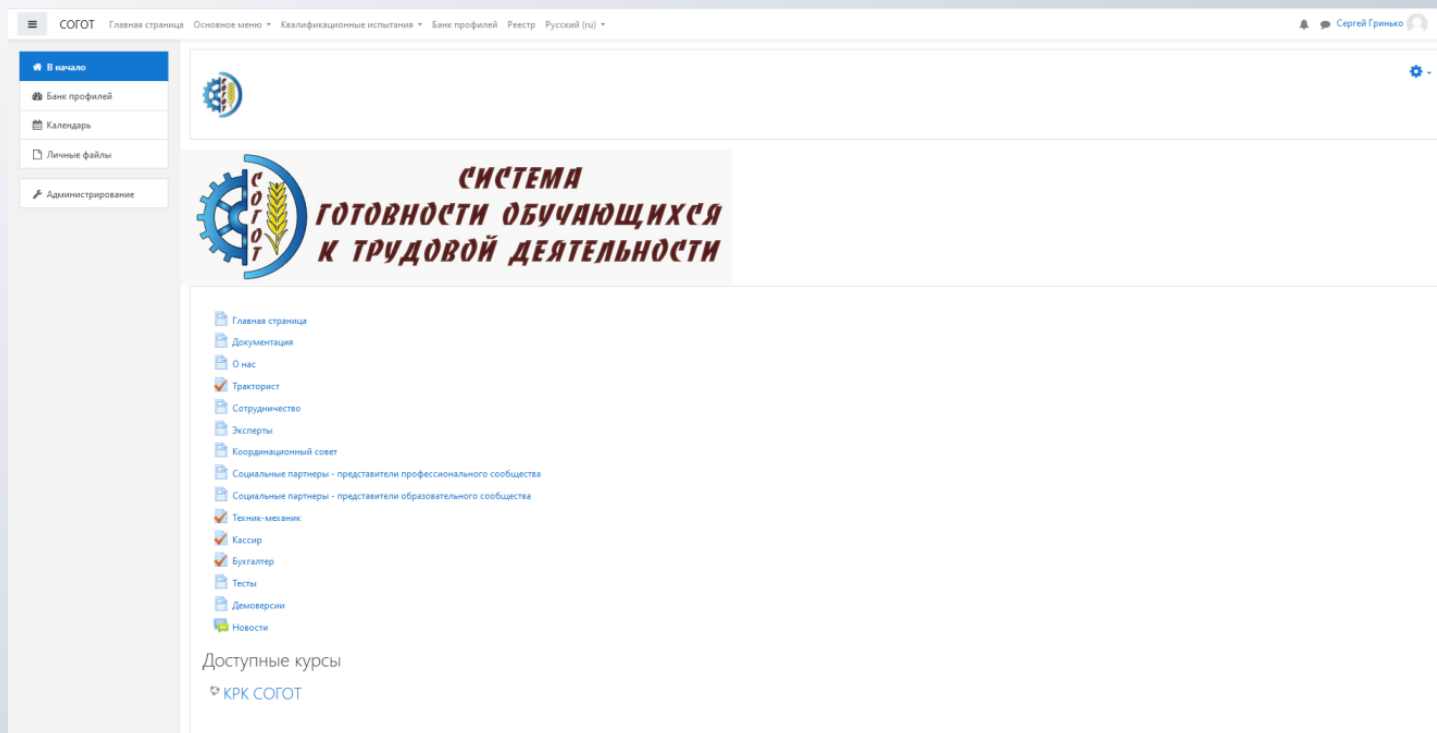 СОГОТ Главная страница Основное меню Квалификационные испытания Банк профилей Реестр Русский (ru) Сергей Гринько
В начало
Банк профилей
Календарь
Личные файлы
Администрирование
СОГОТ
СОГОТ
СИСТЕМА
ГОТОВНОСТИ ОБУЧАЮЩИХСЯ
К ТРУДОВОЙ ДЕЯТЕЛЬНОСТИ
Главная страница
Документация
О нас
Тракторист
Сотрудничество
Эксперты
Координационный совет
Социальные партнеры - представители профессионального сообщества
Социальные партнеры - представители образовательного сообщества
Техник-механик
Кассир
Бухгалтер
Тесты
Демоверсии
Новости
Доступные курсы
КРК СОГОТ